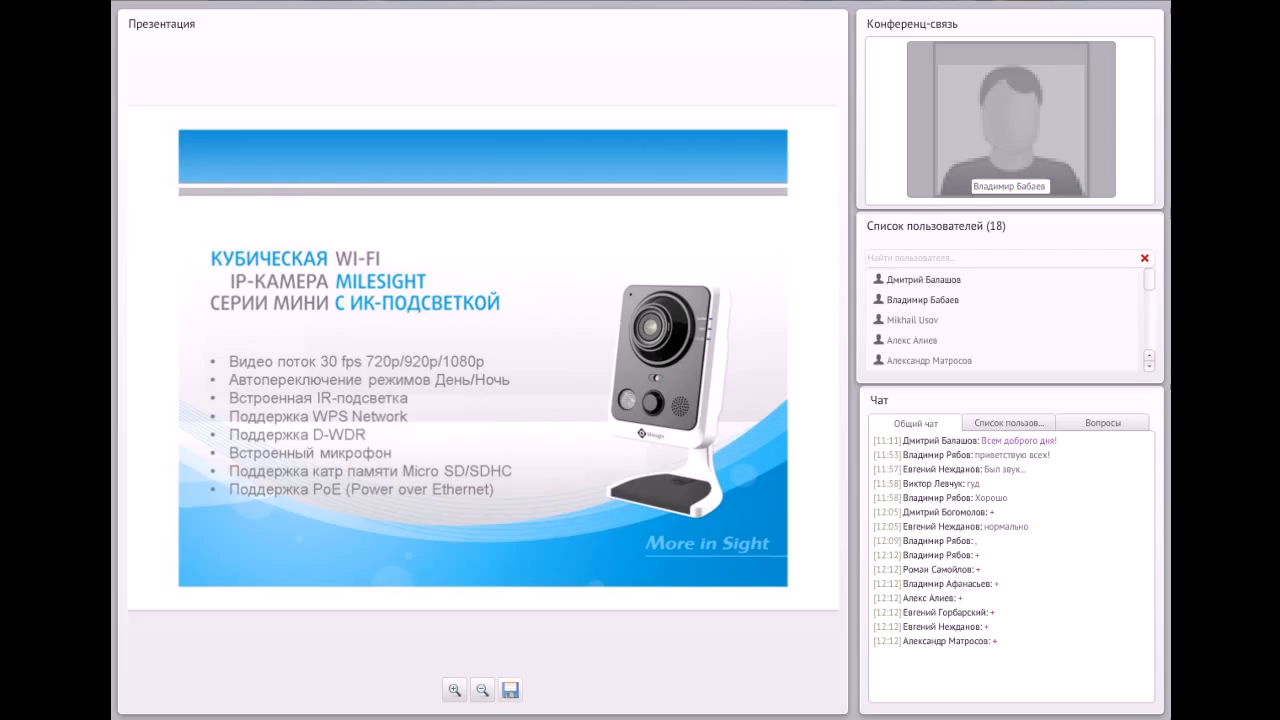 Презентация
КУБИЧЕСКАЯ WI-FI
IP-КАМЕРА MILESIGHT
СЕРИИ МИНИ С ИК-ПОДСВЕТКОЙ
• Видео поток 30 fps 720p/920p/1080p
• Автопереключение режимов День/Ночь
• Встроенная IR-подсветка
• Поддержка WPS Network
• Поддержка D-WDR
• Встроенный микрофон
• Поддержка катр памяти Micro SD/SDHC
• Поддержка PoE (Power over Ethernet)
Milesight
More in Sight
Конференц-связь
Владимир Бабаев
Список пользователей (18)
Найти пользователя...
Дмитрий Балашов
Владимир Бабаев
Mikhail Usov
Алекс Алиев
Александр Матросов
Чат
Общий чат
Список пользов...
Вопросы
[11:11] Дмитрий Балашов: Всем доброго дня!
[11:53] Владимир Рябов: приветствую всех!
[11:57] Евгений Нежданов: Был звук...
[11:58] Виктор Левчук: гуд
[11:58] Владимир Рябов: Хорошо
[12:05] Дмитрий Богомолов: +
[12:05] Евгений Нежданов: нормально
[12:09] Владимир Рябов: ,
[12:12] Владимир Рябов: +
[12:12] Роман Самойлов: +
[12:12] Владимир Афанасьев: +
[12:12] Алекс Алиев: +
[12:12] Евгений Горбарский: +
[12:12] Евгений Нежданов: +
[12:12] Александр Матросов: +